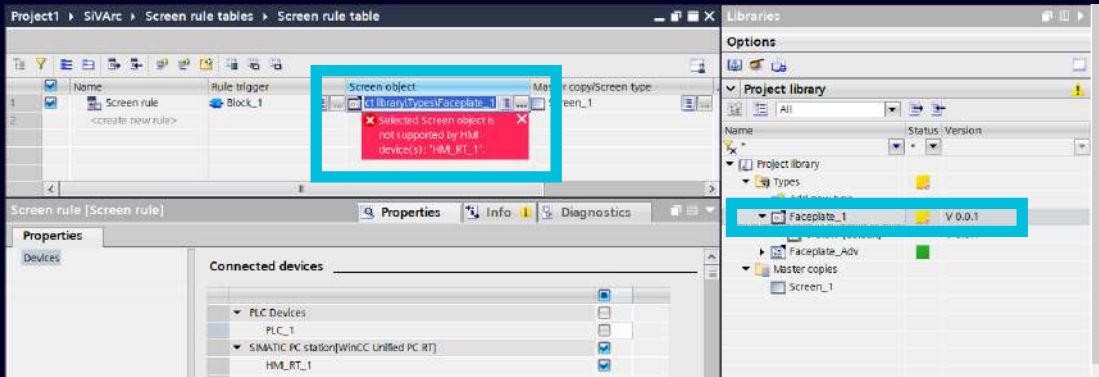 Project1 ▸ SiVArc ▸ Screen rule tables ▸ Screen rule table
Name Rule trigger Screen object Master copy/Screen type
1 Screen rule Block_1 ct library\Types\Faceplate_1 Screen_1
2 <create new rule>
Selected Screen object is
not supported by HMI
device(s): "HMI_RT_1".
Screen rule [Screen rule]
Properties Info Diagnostics
Properties
Devices
Connected devices
PLC Devices
PLC_1
SIMATIC PC station[WinCC Unified PC RT]
HMI_RT_1
Libraries
Options
Project library
All
Name Status Version
Project library
Types
Faceplate_1 V 0.0.1
Faceplate_Adv
Master copies
Screen_1